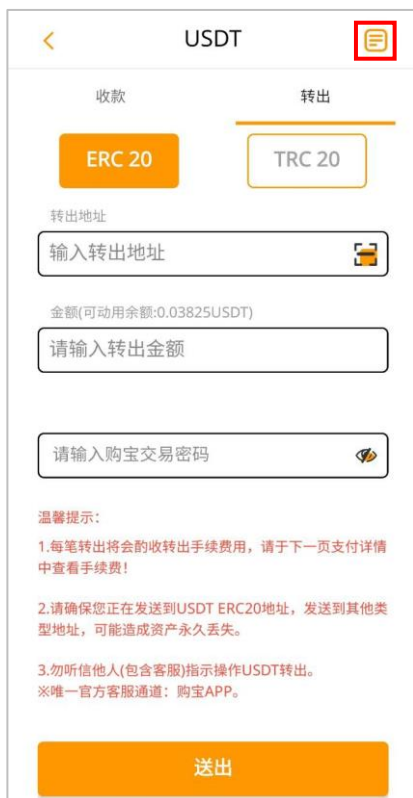 USDT
收款
转出
ERC 20
TRC 20
转出地址
输入转出地址
金额(可动用余额:0.03825USDT)
请输入转出金额
请输入购宝交易密码
温馨提示：
1.每笔转出将会酌收转出手续费用，请于下一页支付详情
中查看手续费！
2.请确保您正在发送到USDT ERC20地址，发送到其他类
型地址，可能造成资产永久丢失。
3.勿听信他人(包含客服)指示操作USDT转出。
※唯一官方客服通道：购宝APP。
送出